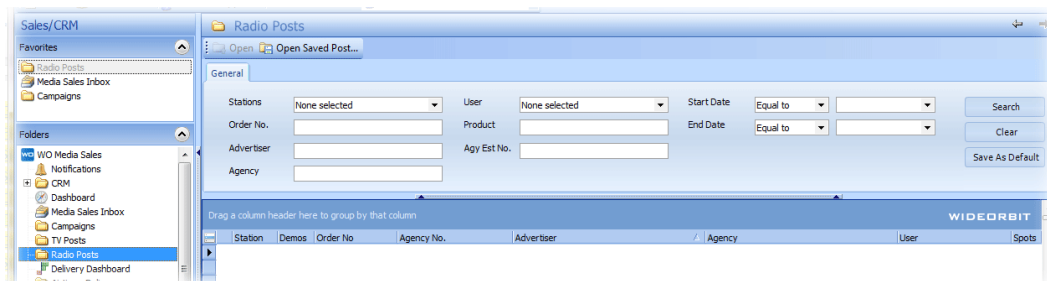 Sales/CRM
Favorites
Radio Posts
Media Sales Inbox
Campaigns
Folders
WO Media Sales
Notifications
CRM
Dashboard
Media Sales Inbox
Campaigns
TV Posts
Radio Posts
Delivery Dashboard
Radio Posts
Open Open Saved Post...
General
Stations None selected User None selected Start Date Equal to Search
Order No. Product End Date Equal to Clear
Advertiser Agy Est No. Save As Default
Agency
Drag a column header here to group by that column WIDEORBIT
Station Demos Order No Agency No. Advertiser Agency User Spots